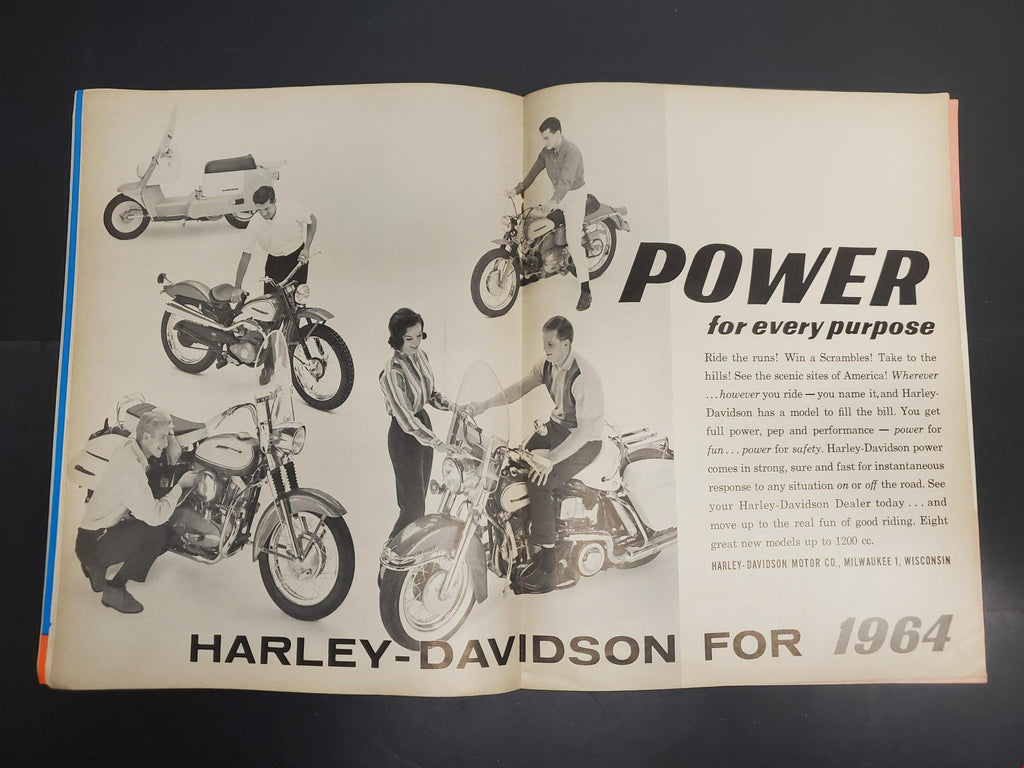 POWER
for every purpose
Ride the runs! Win a Scrambles! Take to the
hills! See the scenic sites of America! Wherever
...however you ride — you name it, and Harley-
Davidson has a model to fill the bill. You get
full power, pep and performance — power for
fun... power for safety. Harley-Davidson power
comes in strong, sure and fast for instantaneous
response to any situation on or off the road. See
your Harley-Davidson Dealer today ... and
move up to the real fun of good riding. Eight
great new models up to 1200 cc.
HARLEY-DAVIDSON MOTOR CO., MILWAUKEE 1, WISCONSIN
HARLEY-DAVIDSON FOR 1964